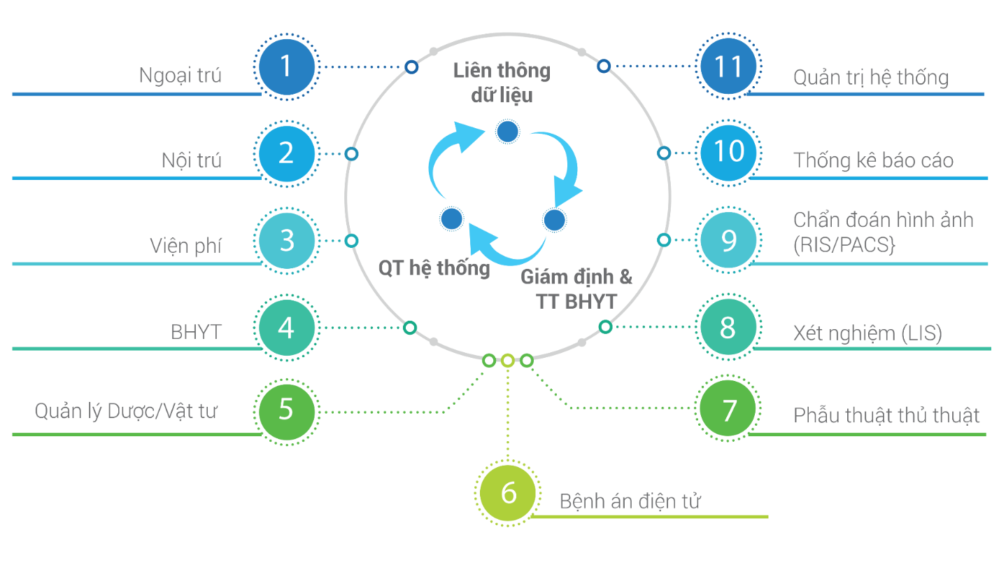 1
Ngoại trú
2
Nội trú
3
Viện phí
4
BHYT
5
Quản lý Dược/Vật tư
6
Bệnh án điện tử
7
Phẫu thuật thủ thuật
8
Xét nghiệm (LIS)
9
Chẩn đoán hình ảnh
(RIS/PACS}
10
Thống kê báo cáo
11
Quản trị hệ thống
Liên thông
dữ liệu
QT hệ thống
Giám định &
TT BHYT